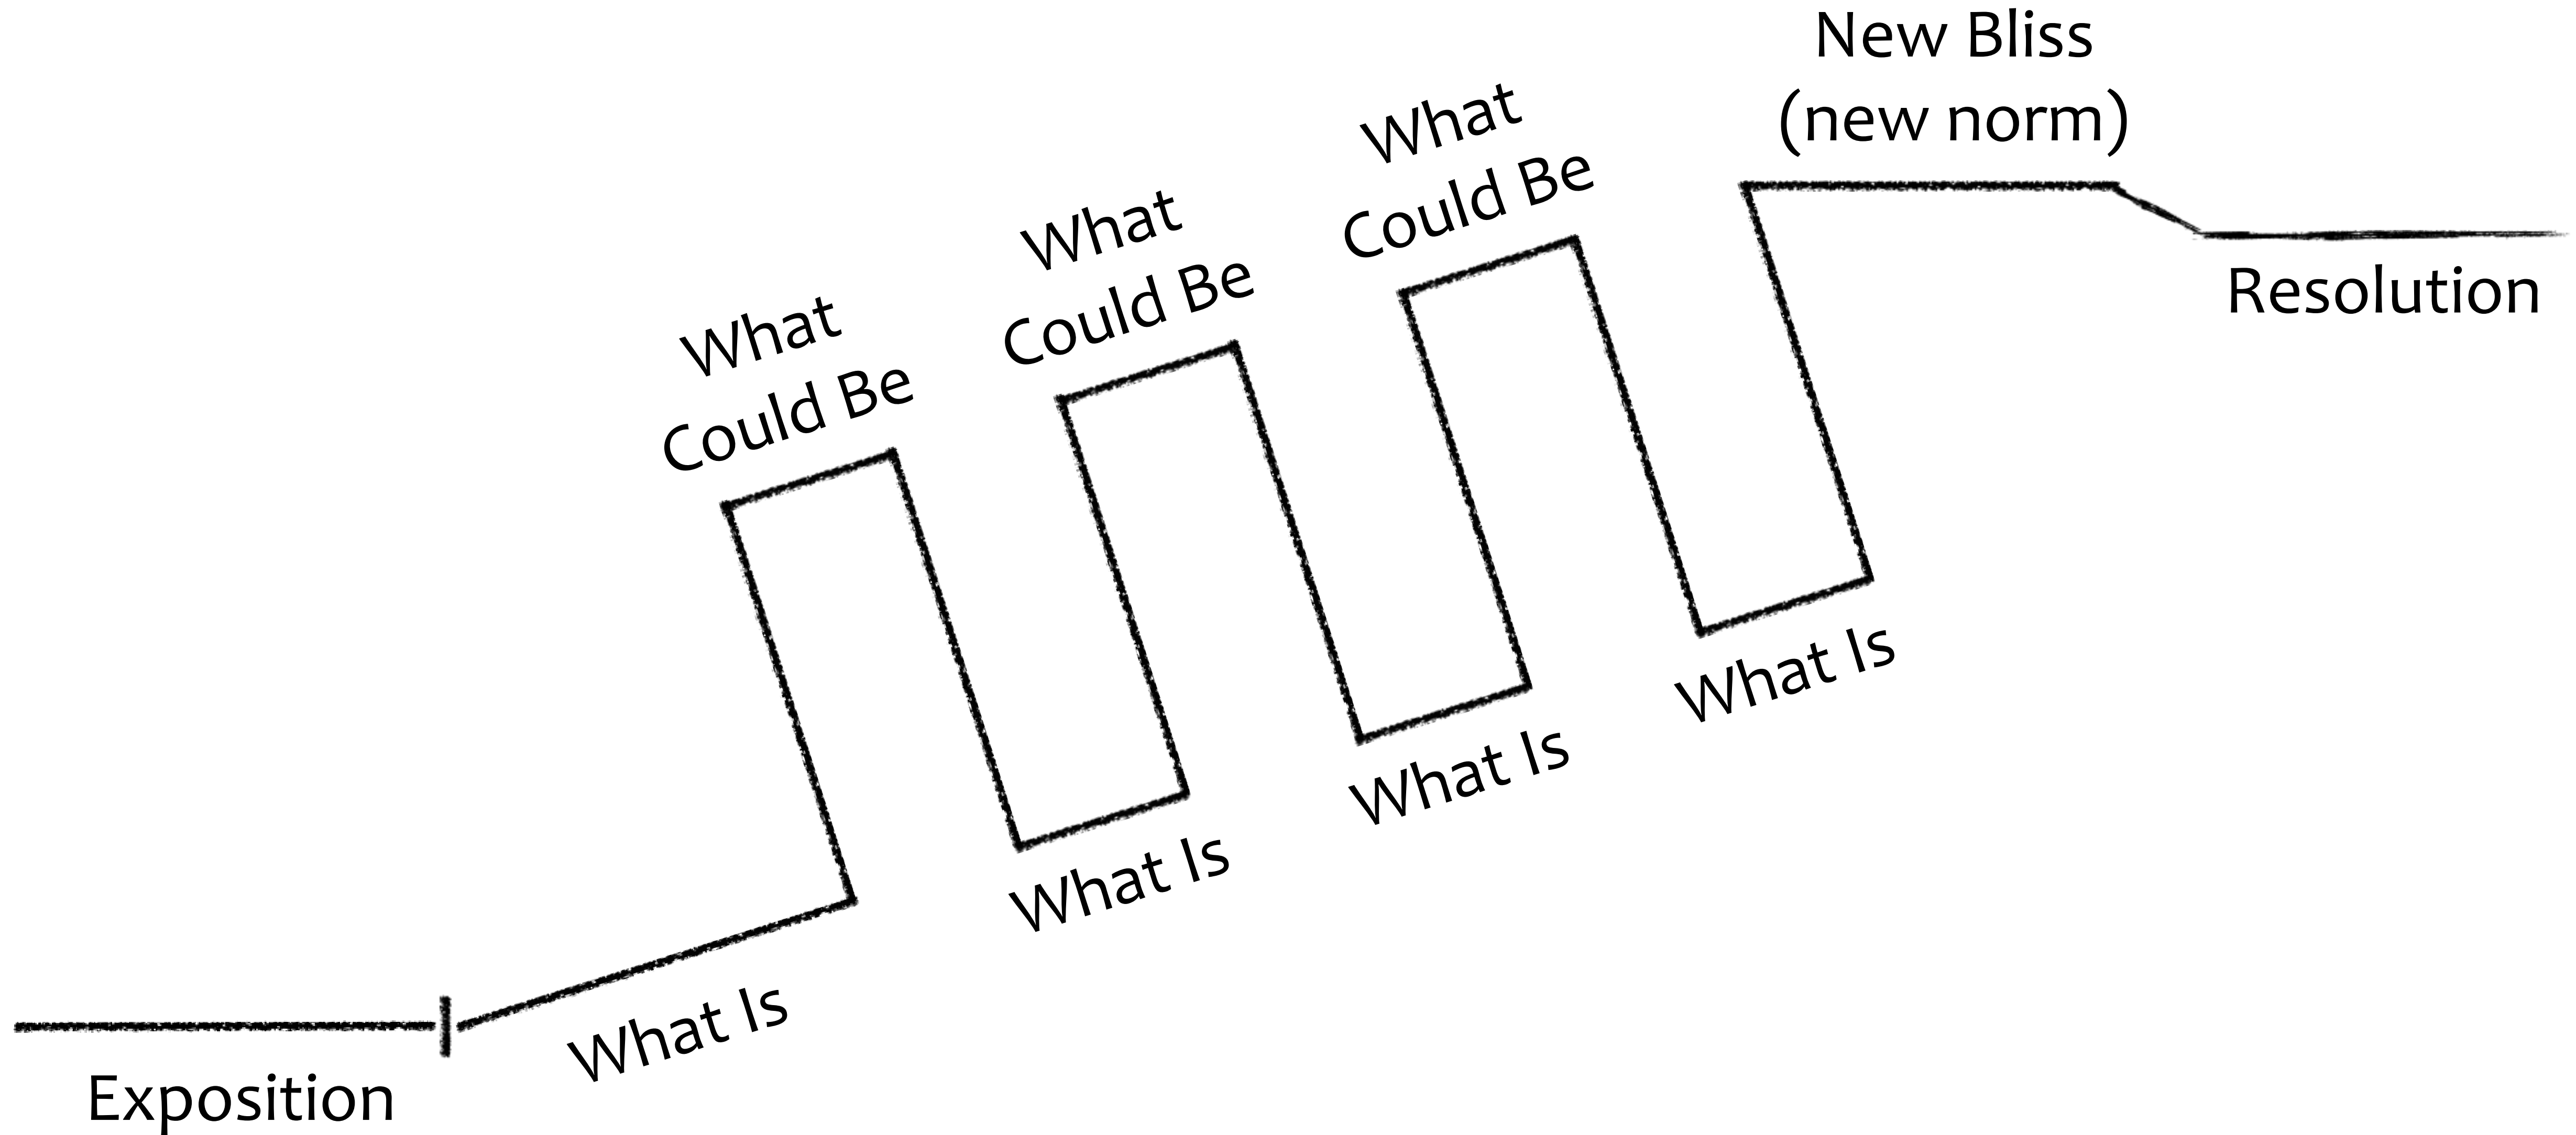 New Bliss
(new norm)
What
Could Be
What
Could Be
What
Could Be
Resolution
What Is
What Is
What Is
What Is
Exposition